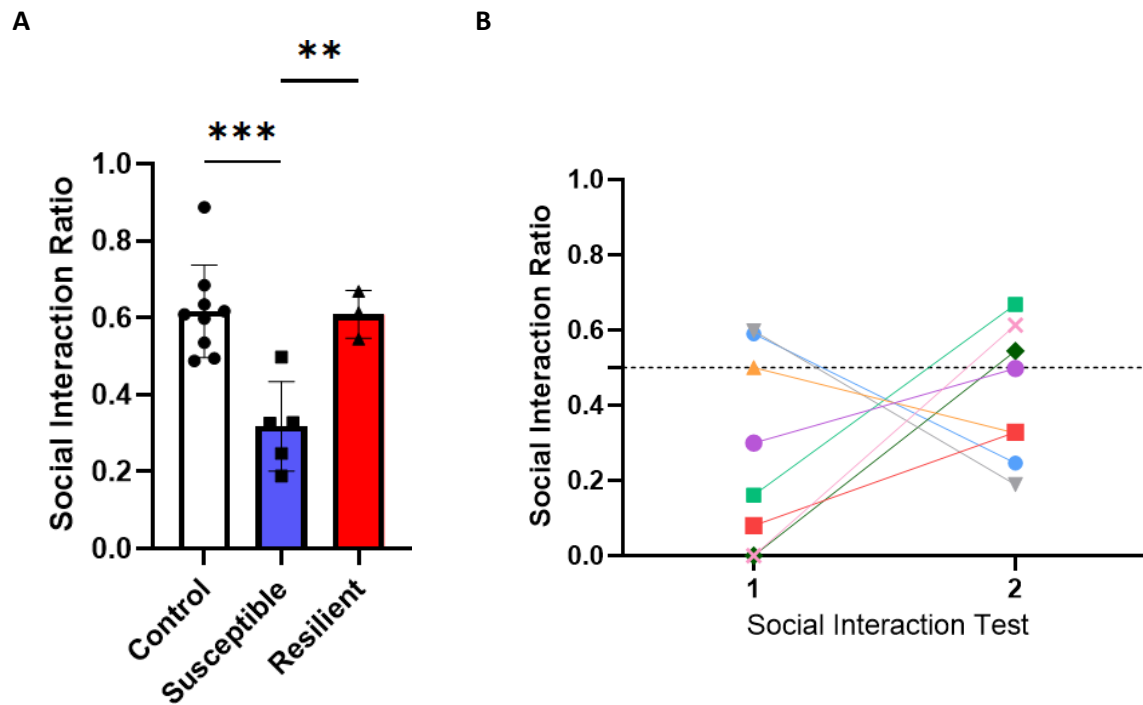 A
B
**
***
Social Interaction Ratio
1.0
0.8
0.6
0.4
0.2
0.0
Control
Susceptible
Resilient
Social Interaction Ratio
1.0
0.8
0.6
0.4
0.2
0.0
1
2
Social Interaction Test